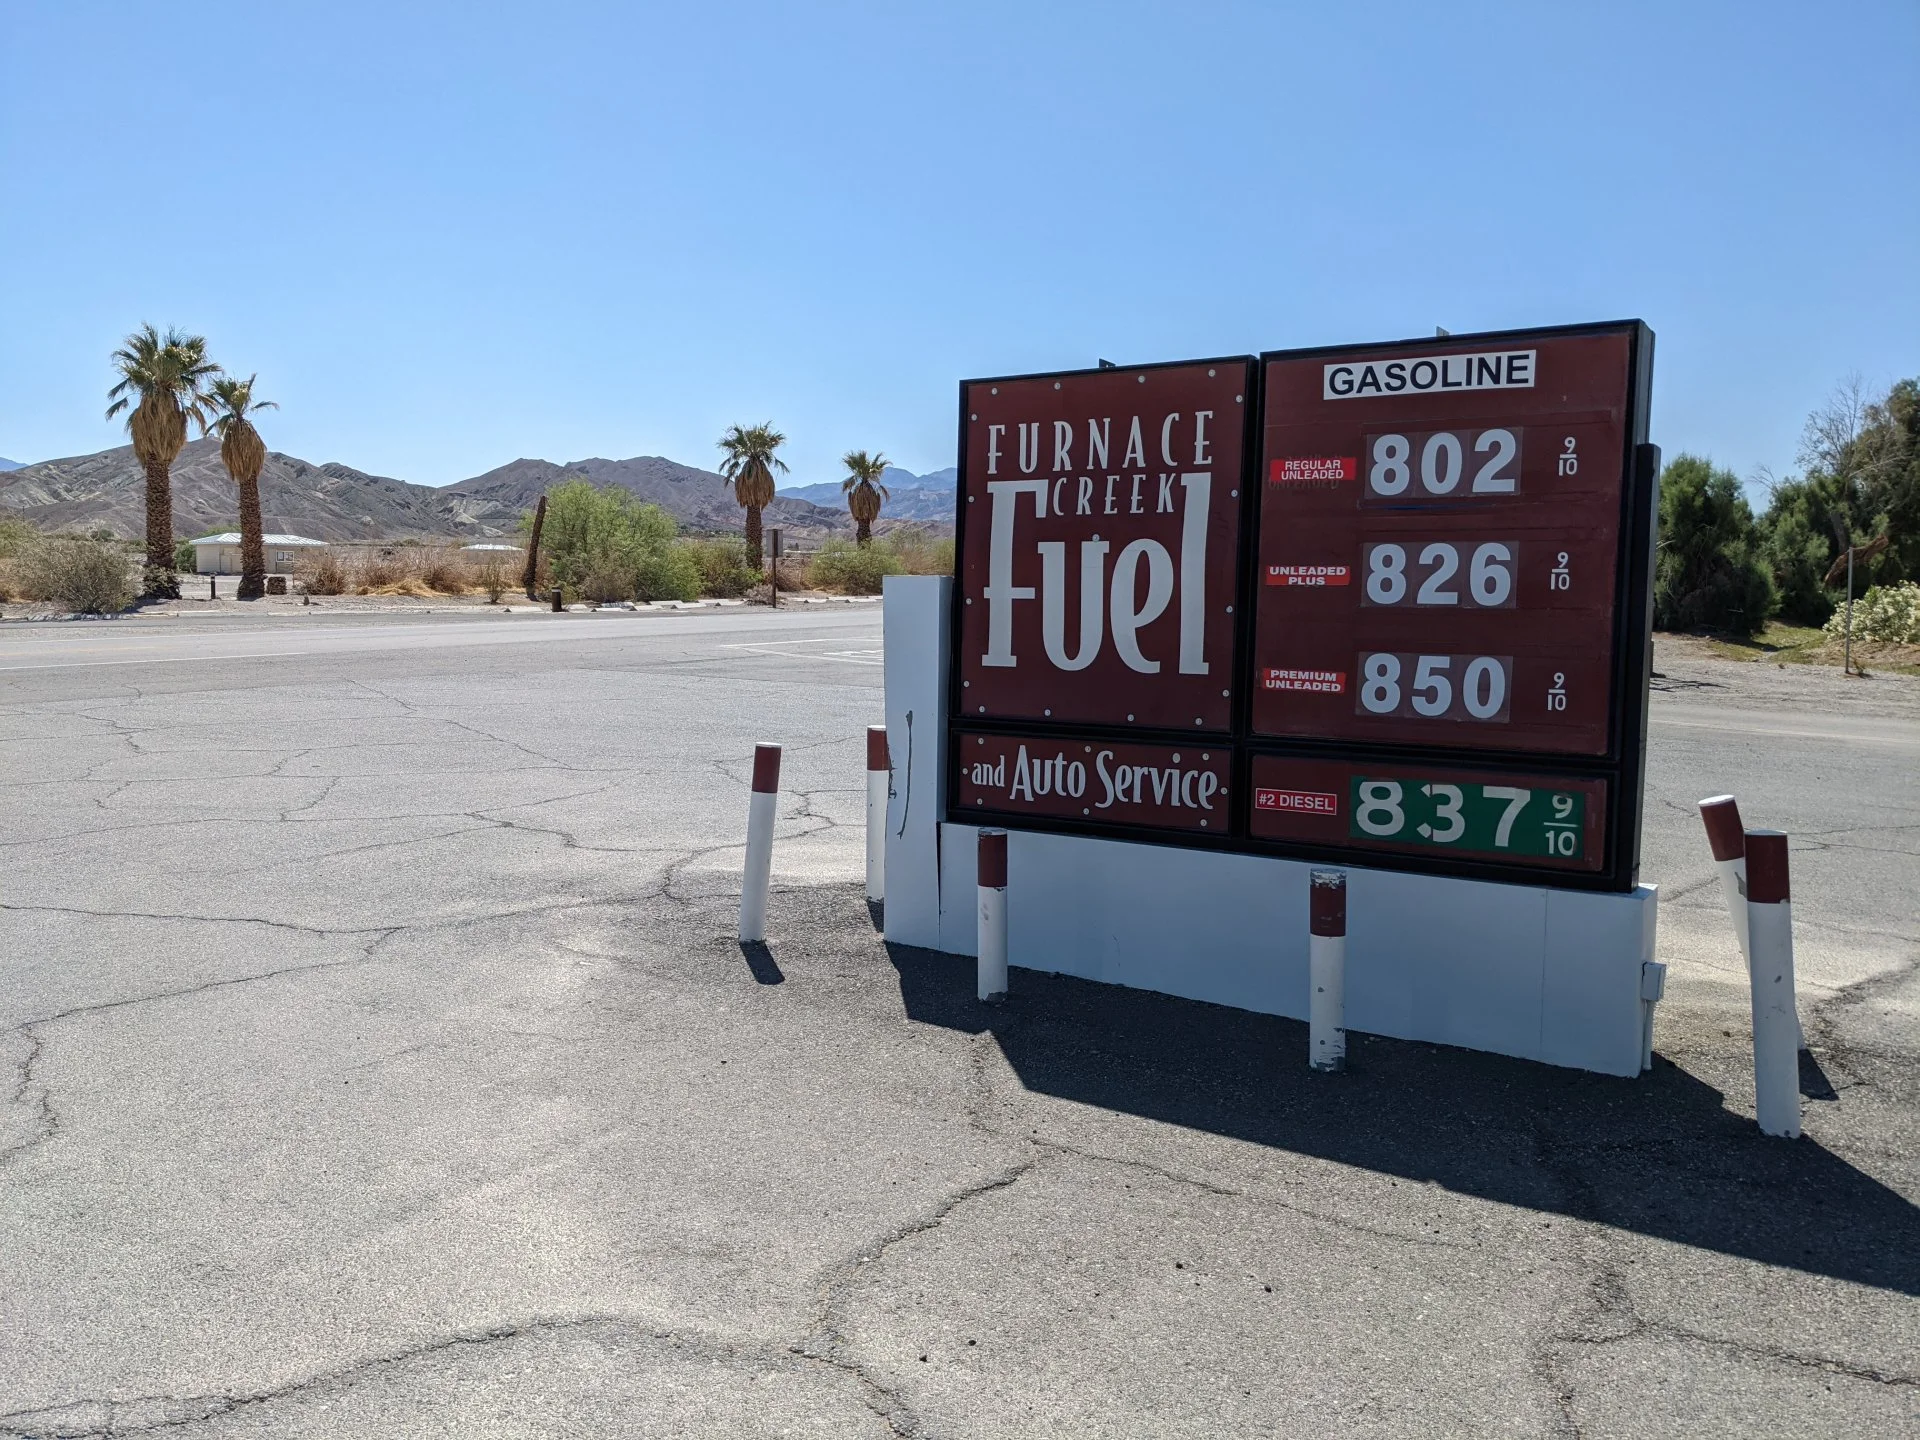 FURNACE
CREEK
Fuel
and Auto Service
GASOLINE
REGULAR
UNLEADED
802 9/10
UNLEADED
PLUS
826 9/10
PREMIUM
UNLEADED
850 9/10
#2 DIESEL
837 9/10